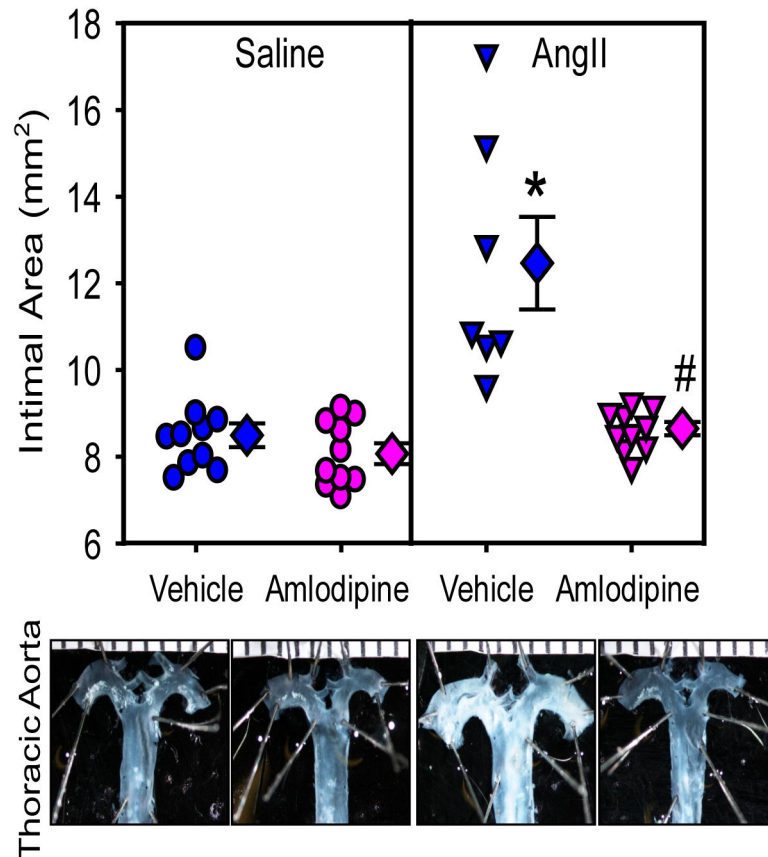 18
Saline
AngII
16
14
*
12
10
#
8
6
Intimal Area (mm²)
Vehicle
Amlodipine
Vehicle
Amlodipine
Thoracic Aorta